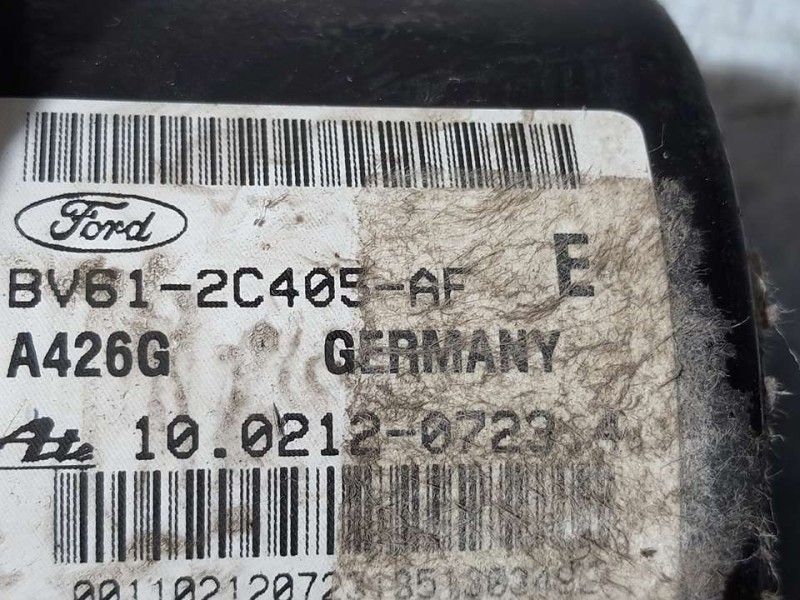 Ford
BV61-2C405-AF E
A426G GERMANY
Ate 10.0212-0723.4